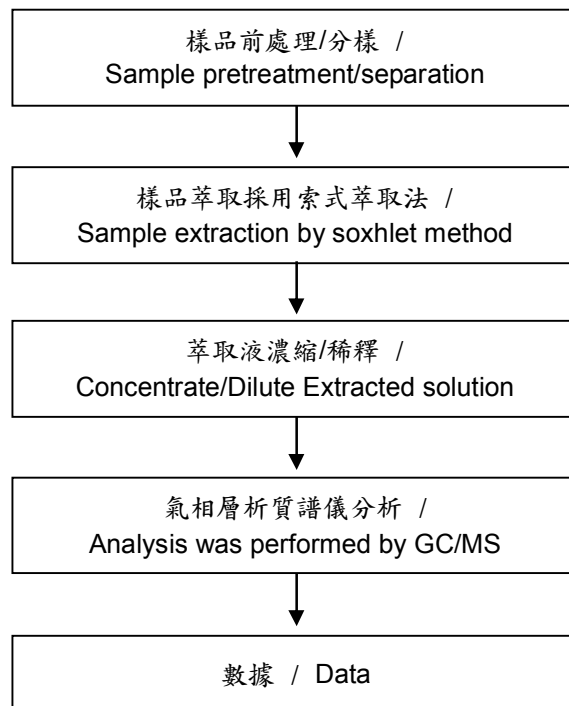 樣品前處理/分樣 /
Sample pretreatment/separation
樣品萃取採用索式萃取法 /
Sample extraction by soxhlet method
萃取液濃縮/稀釋 /
Concentrate/Dilute Extracted solution
氣相層析質譜儀分析 /
Analysis was performed by GC/MS
數據 / Data